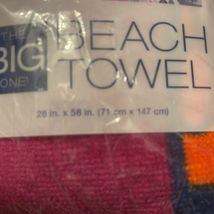 THE
BIG
ONE!
BEACH
TOWEL
28 in. x 58 in. (71 cm x 147 cm)